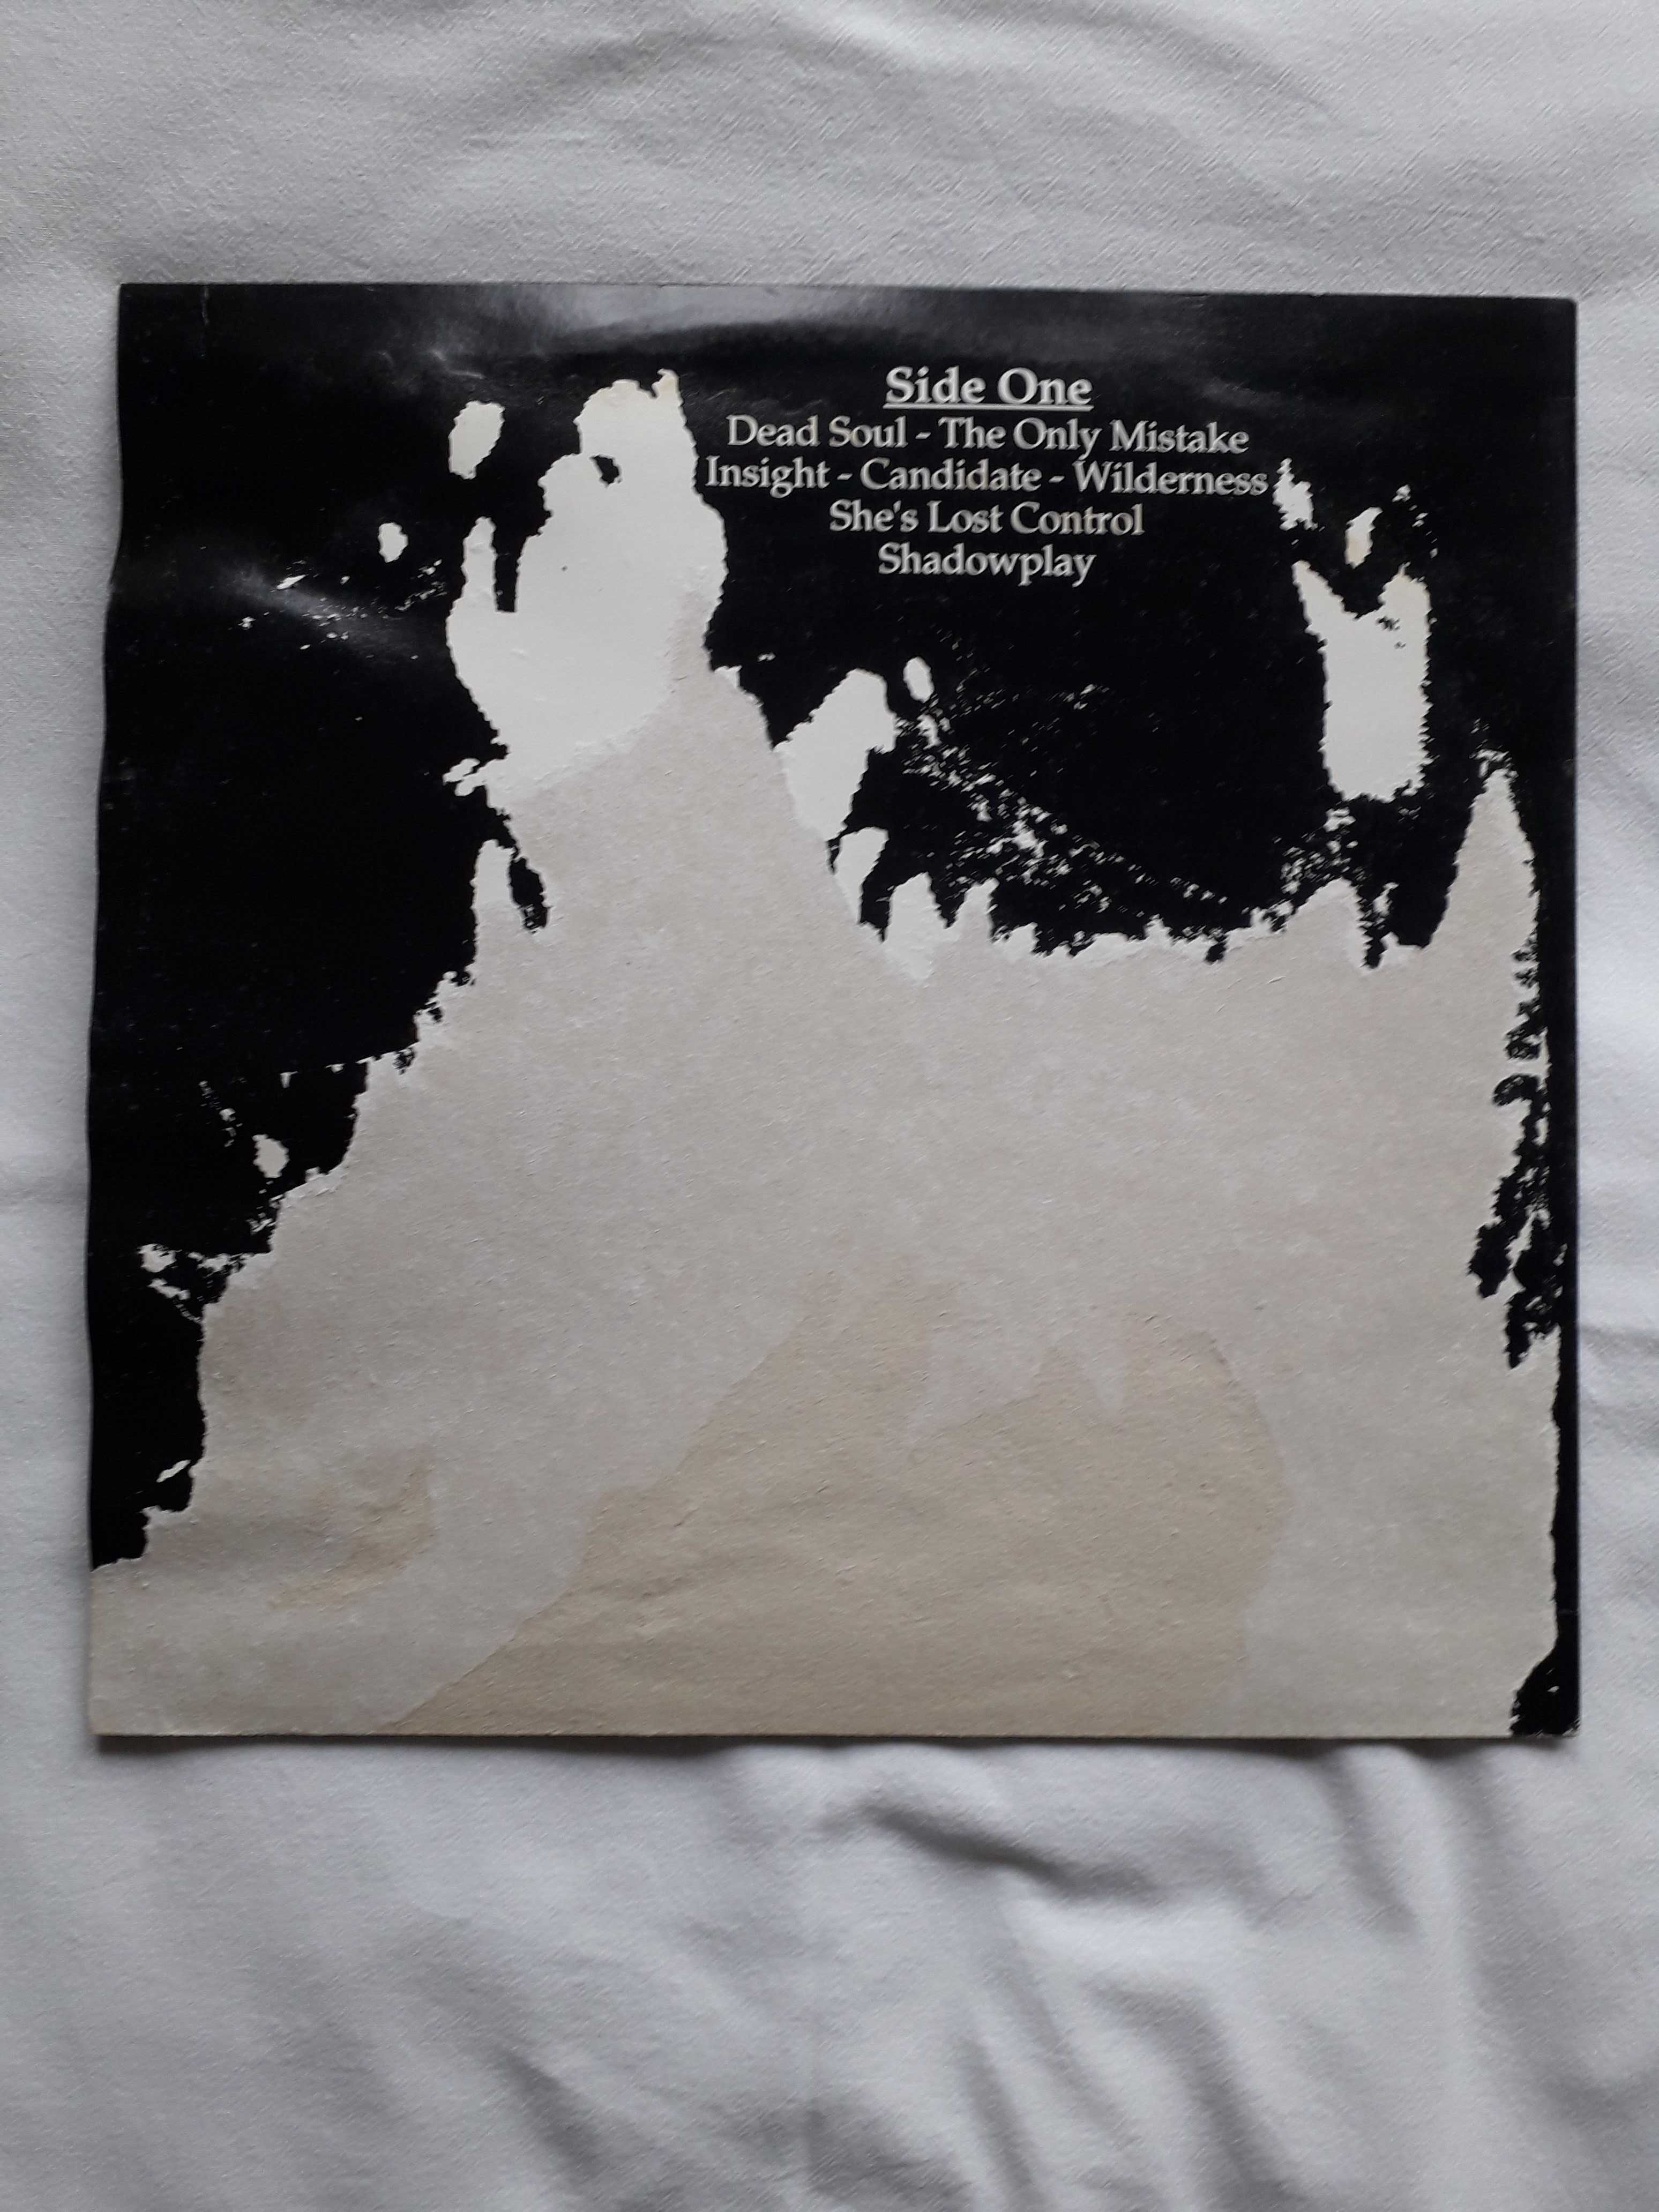 Side One
Dead Soul - The Only Mistake
Insight - Candidate - Wilderness
She's Lost Control
Shadowplay